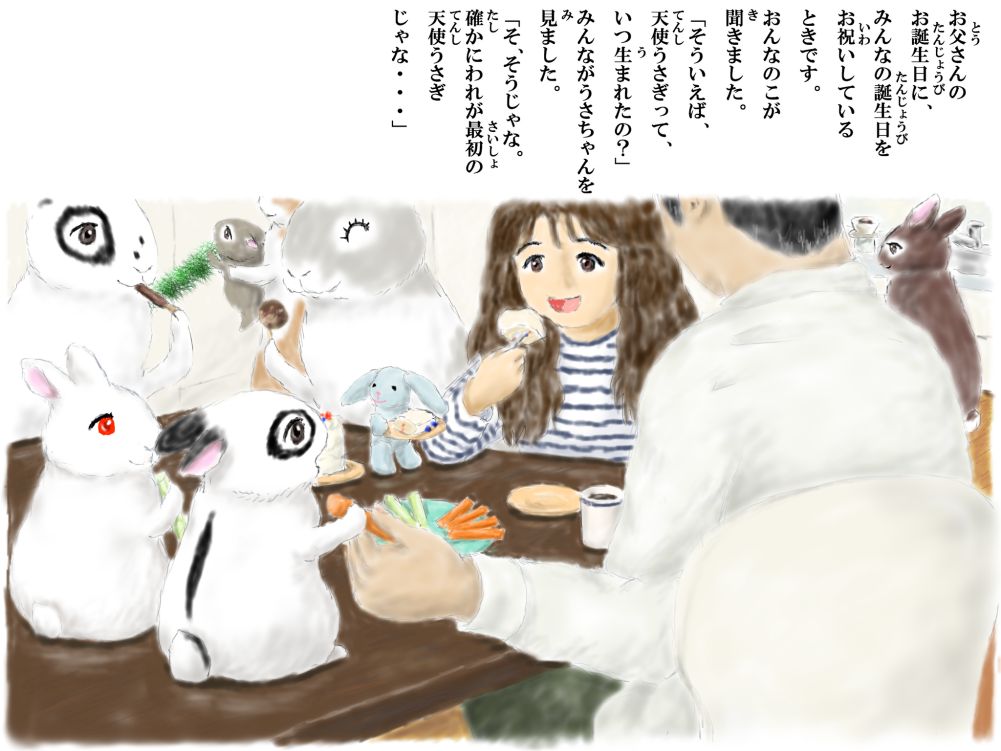 お父さんの
お誕生日に、
みんなの誕生日を
お祝いしている
ときです。
おんなのこが
聞きました。
「そういえば、
天使うさぎって、
いつ生まれたの？」
みんながうさちゃんを
見ました。
「そ、そうじゃな。
確かにわれが最初の
天使うさぎ
じゃな・・・」